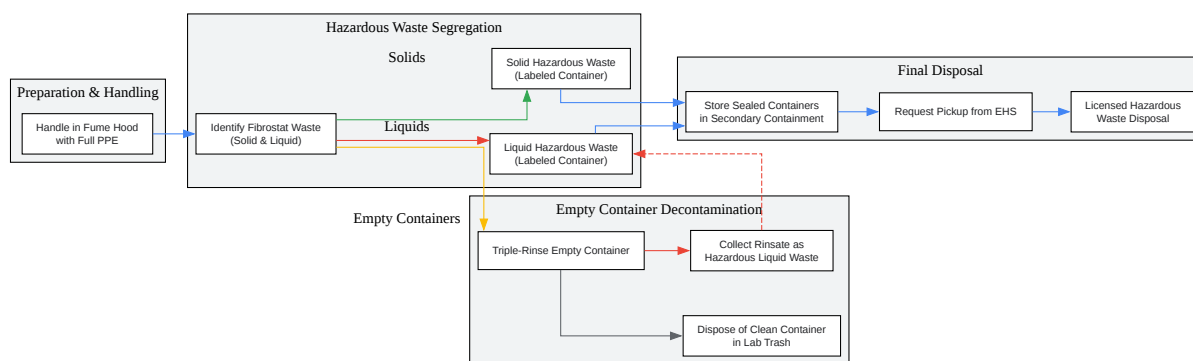 Preparation & Handling
Handle in Fume Hood
with Full PPE
Hazardous Waste Segregation
Identify Fibrostat Waste
(Solid & Liquid)
Solids
Solid Hazardous Waste
(Labeled Container)
Liquids
Liquid Hazardous Waste
(Labeled Container)
Empty Containers
Empty Container Decontamination
Triple-Rinse Empty Container
Collect Rinsate as
Hazardous Liquid Waste
Dispose of Clean Container
in Lab Trash
Final Disposal
Store Sealed Containers
in Secondary Containment
Request Pickup from EHS
Licensed Hazardous
Waste Disposal